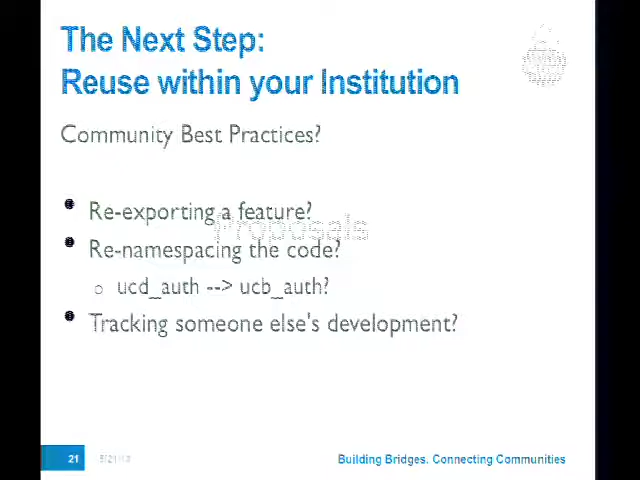 The Next Step:
Reuse within your Institution
Community Best Practices?
Re-exporting a feature?
Proposals
Re-namespacing the code?
ucd_auth --> ucb_auth?
Tracking someone else's development?
21
Building Bridges. Connecting Communities